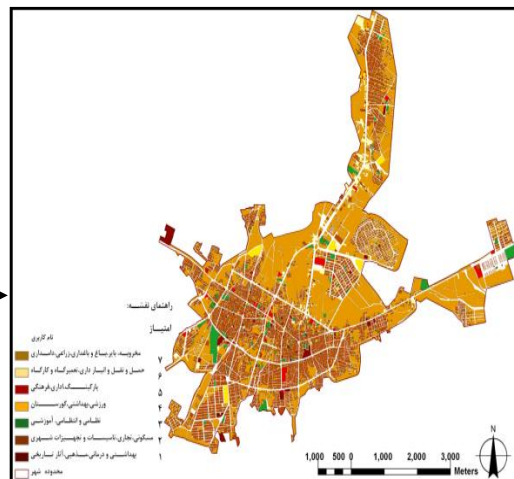 راهنمای نقشه:
امتیاز
نام کاربری
مخروبه، بایر، باغ و باغداری، زراعی، دامداری ۷
حمل و نقل و انبار داری، تعمیرگاه و کارگاه ۶
پارکینگ، اداری، فرهنگی ۵
ورزشی، بهداشتی، گورستان ۴
نظامی و انتظامی، آموزشی ۳
مسکونی، تجاری، تاسیسات و تجهیزات شهری ۲
بهداشتی و درمانی، مذهبی، آثار تاریخی ۱
محدوده شهر
N
1,000 500 0 1,000 2,000 3,000
Meters